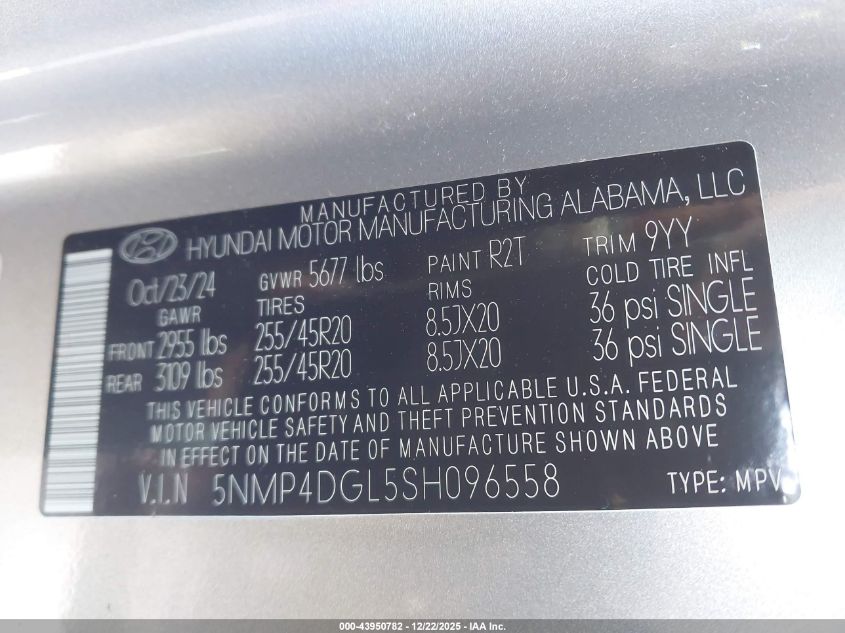 MANUFACTURED BY
HYUNDAI MOTOR MANUFACTURING ALABAMA, LLC
Oct/23/24 GVWR 5677 lbs PAINT R2T TRIM 9YY
GAWR TIRES RIMS COLD TIRE INFL
FRONT 2955 lbs 255/45R20 8.5JX20 36 psi SINGLE
REAR 3109 lbs 255/45R20 8.5JX20 36 psi SINGLE
THIS VEHICLE CONFORMS TO ALL APPLICABLE U.S.A. FEDERAL
MOTOR VEHICLE SAFETY AND THEFT PREVENTION STANDARDS
IN EFFECT ON THE DATE OF MANUFACTURE SHOWN ABOVE
V.I.N 5NMP4DGL5SH096558 TYPE: MPV
000-43950782 - 12/22/2025 - IAA Inc.